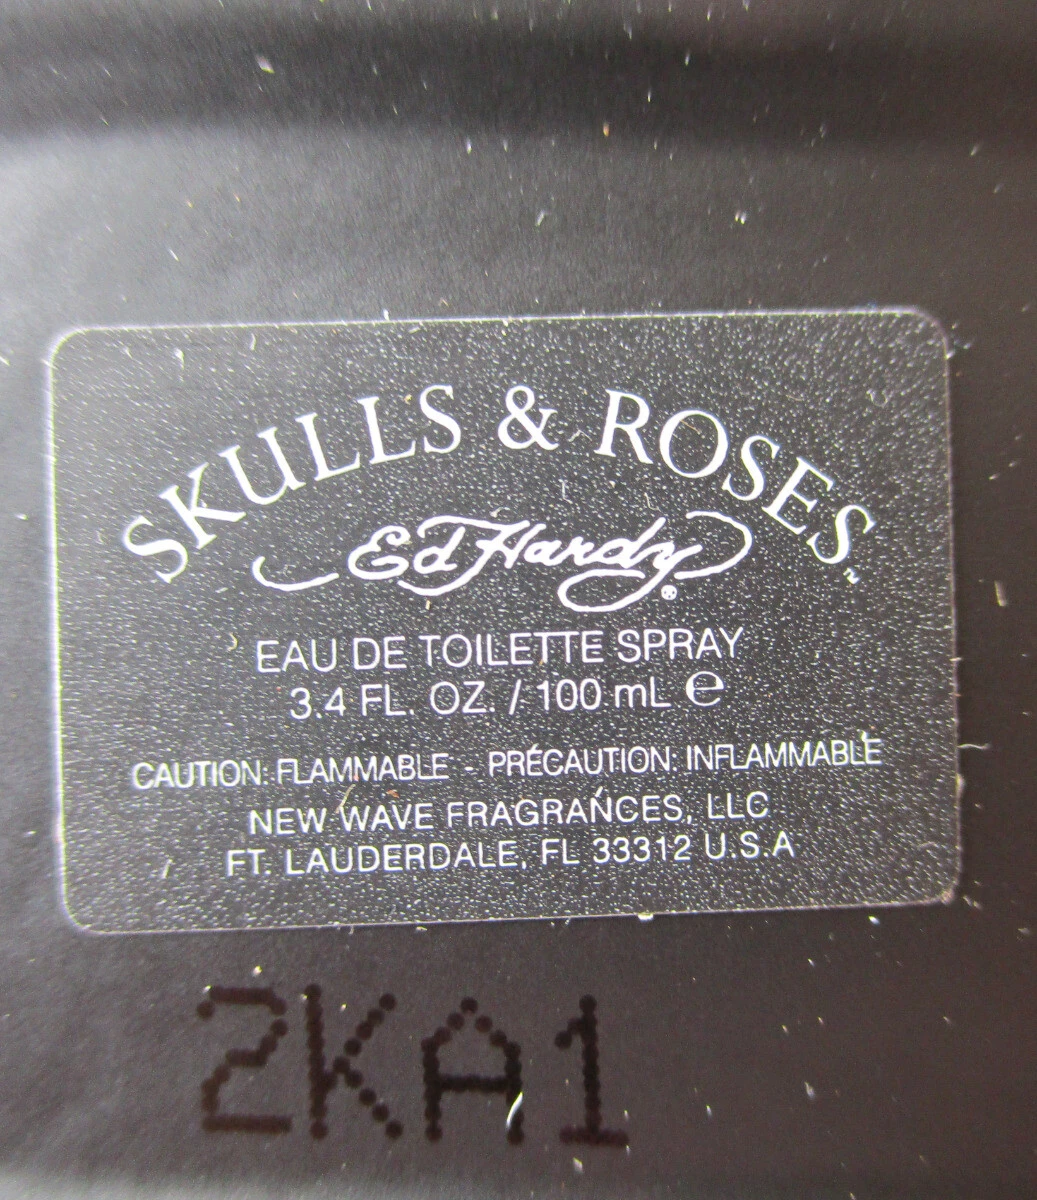 SKULLS & ROSES™
Ed Hardy®
EAU DE TOILETTE SPRAY
3.4 FL. OZ. / 100 mL ℮
CAUTION: FLAMMABLE - PRÉCAUTION: INFLAMMABLE
NEW WAVE FRAGRANCES, LLC
FT. LAUDERDALE, FL 33312 U.S.A
2KA1